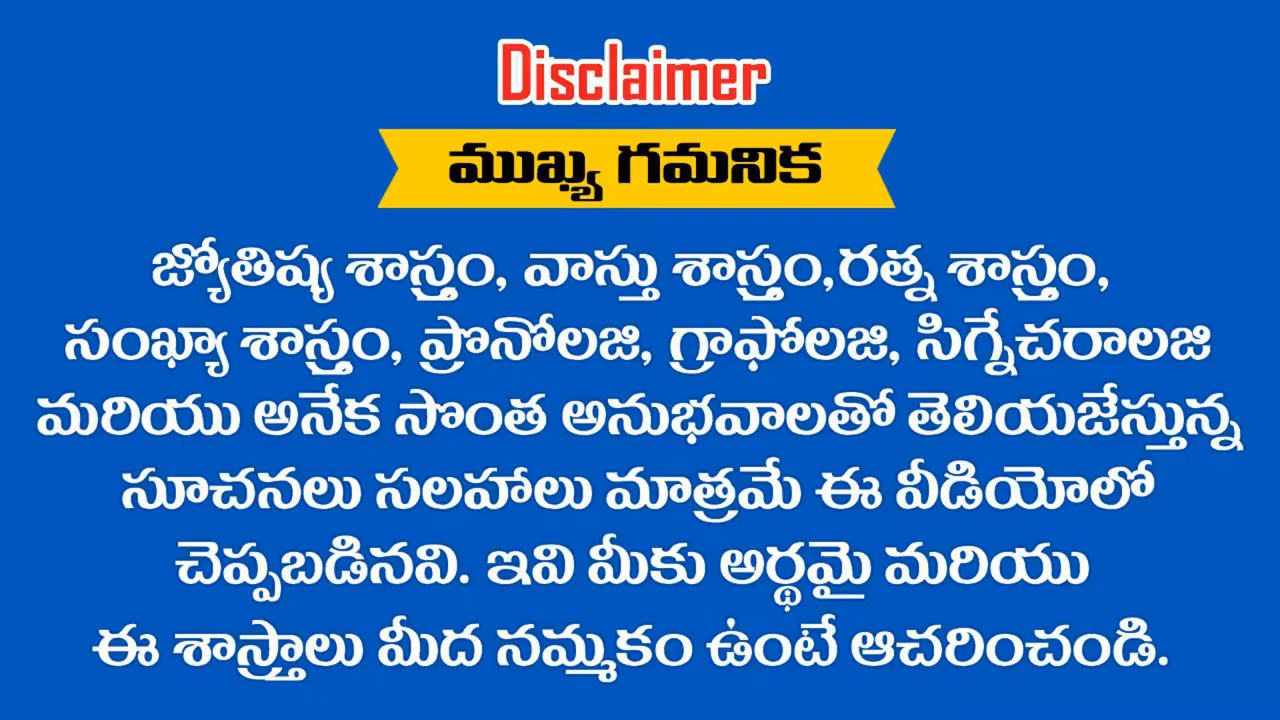 Disclaimer
ముఖ్య గమనిక
జ్యోతిష్య శాస్త్రం, వాస్తు శాస్త్రం,రత్న శాస్త్రం,
సంఖ్యా శాస్త్రం, ప్రొనోలజి, గ్రాఫోలజి, సిగ్నేచరాలజి
మరియు అనేక సొంత అనుభవాలతో తెలియజేస్తున్న
సూచనలు సలహాలు మాత్రమే ఈ వీడియోలో
చెప్పబడినవి. ఇవి మీకు అర్థమై మరియు
ఈ శాస్త్రాలు మీద నమ్మకం ఉంటే ఆచరించండి.